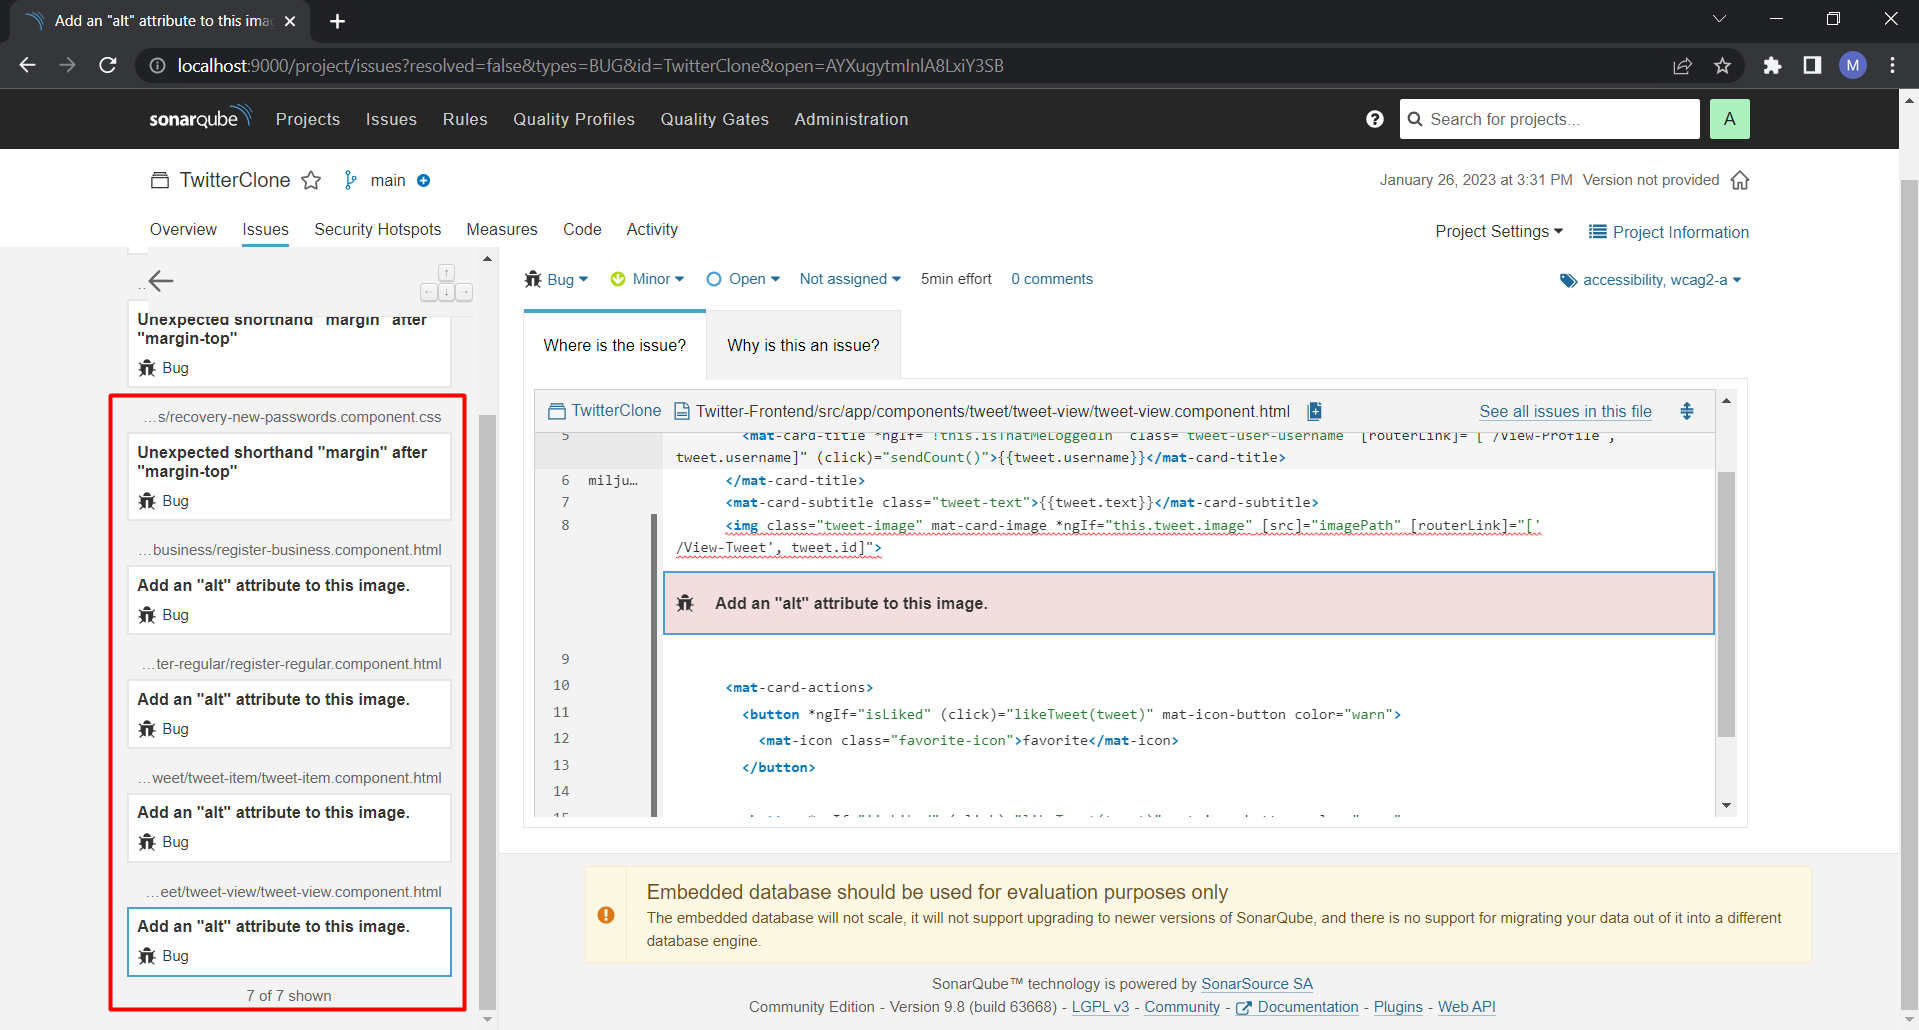 Add an "alt" attribute to this ima
localhost:9000/project/issues?resolved=false&types=BUG&id=TwitterClone&open=AYXugytmInlA8LxiY3SB
M
sonarqube Projects Issues Rules Quality Profiles Quality Gates Administration
Search for projects...
A
TwitterClone main
January 26, 2023 at 3:31 PM Version not provided
Overview Issues Security Hotspots Measures Code Activity
Project Settings Project Information
Unexpected shorthand "margin" after
"margin-top"
Bug
...s/recovery-new-passwords.component.css
Unexpected shorthand "margin" after
"margin-top"
Bug
...business/register-business.component.html
Add an "alt" attribute to this image.
Bug
...ter-regular/register-regular.component.html
Add an "alt" attribute to this image.
Bug
...weet/tweet-item/tweet-item.component.html
Add an "alt" attribute to this image.
Bug
...eet/tweet-view/tweet-view.component.html
Add an "alt" attribute to this image.
Bug
7 of 7 shown
Bug Minor Open Not assigned 5min effort 0 comments
accessibility, wcag2-a
Where is the issue? Why is this an issue?
TwitterClone Twitter-Frontend/src/app/components/tweet/tweet-view/tweet-view.component.html
See all issues in this file
5 <mat-card-title *ngIf="!this.isThatMeLoggedIn" class="tweet-user-username" [routerLink]="['/View-Profile',
tweet.username]" (click)="sendCount()">{{tweet.username}}</mat-card-title>
6 milju... </mat-card-title>
7 <mat-card-subtitle class="tweet-text">{{tweet.text}}</mat-card-subtitle>
8 <img class="tweet-image" mat-card-image *ngIf="this.tweet.image" [src]="imagePath" [routerLink]="['
/View-Tweet', tweet.id]">
Add an "alt" attribute to this image.
9
10 <mat-card-actions>
11 <button *ngIf="isLiked" (click)="likeTweet(tweet)" mat-icon-button color="warn">
12 <mat-icon class="favorite-icon">favorite</mat-icon>
13 </button>
14
Embedded database should be used for evaluation purposes only
The embedded database will not scale, it will not support upgrading to newer versions of SonarQube, and there is no support for migrating your data out of it into a different
database engine.
SonarQube™ technology is powered by SonarSource SA
Community Edition - Version 9.8 (build 63668) - LGPL v3 - Community - Documentation - Plugins - Web API